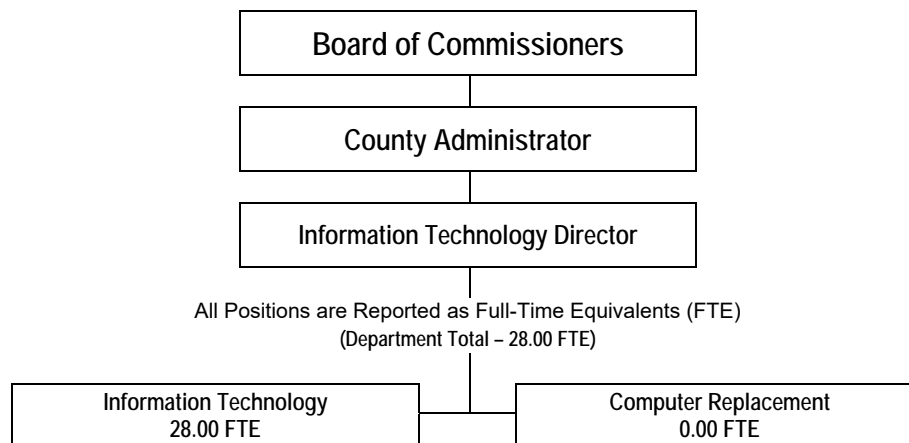 Board of Commissioners
County Administrator
Information Technology Director
All Positions are Reported as Full-Time Equivalents (FTE)
(Department Total – 28.00 FTE)
Information Technology
28.00 FTE
Computer Replacement
0.00 FTE